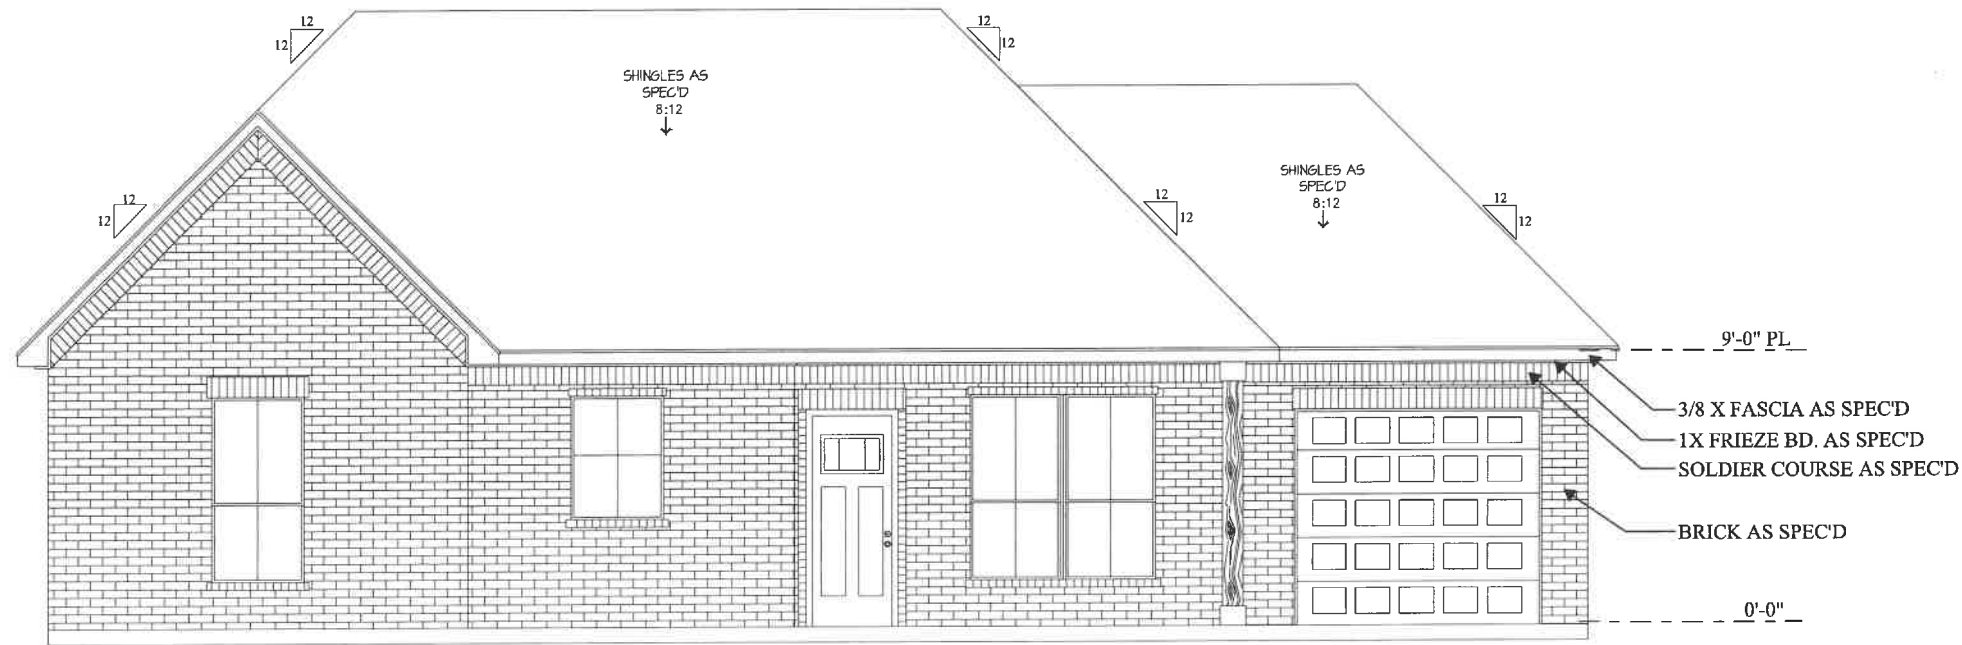 12
12
12
12
SHINGLES AS
SPEC'D
8:12
SHINGLES AS
SPEC'D
8:12
12
12
12
12
12
12
9'-0" PL
3/8 X FASCIA AS SPEC'D
1X FRIEZE BD. AS SPEC'D
SOLDIER COURSE AS SPEC'D
BRICK AS SPEC'D
0'-0"